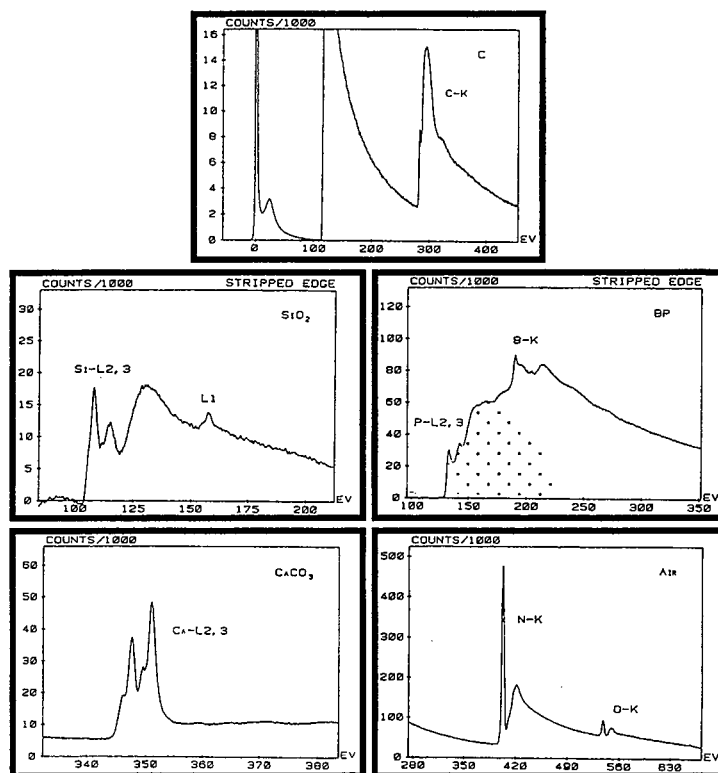 COUNTS/1000
16
14
12
10
8
6
4
2
0
C
C-K
0 100 200 300 400
EV
COUNTS/1000 STRIPPED EDGE
30
25
20
15
10
5
0
SiO2
Si-L2,3
L1
100 125 150 175 200
EV
COUNTS/1000 STRIPPED EDGE
120
100
80
60
40
20
0
BP
B-K
P-L2,3
100 150 200 250 300 350
EV
COUNTS/1000
60
50
40
30
20
10
0
CaCO3
Ca-L2,3
340 350 360 370 380
EV
COUNTS/1000
500
400
300
200
100
0
Air
N-K
O-K
280 350 420 490 560 630
EV